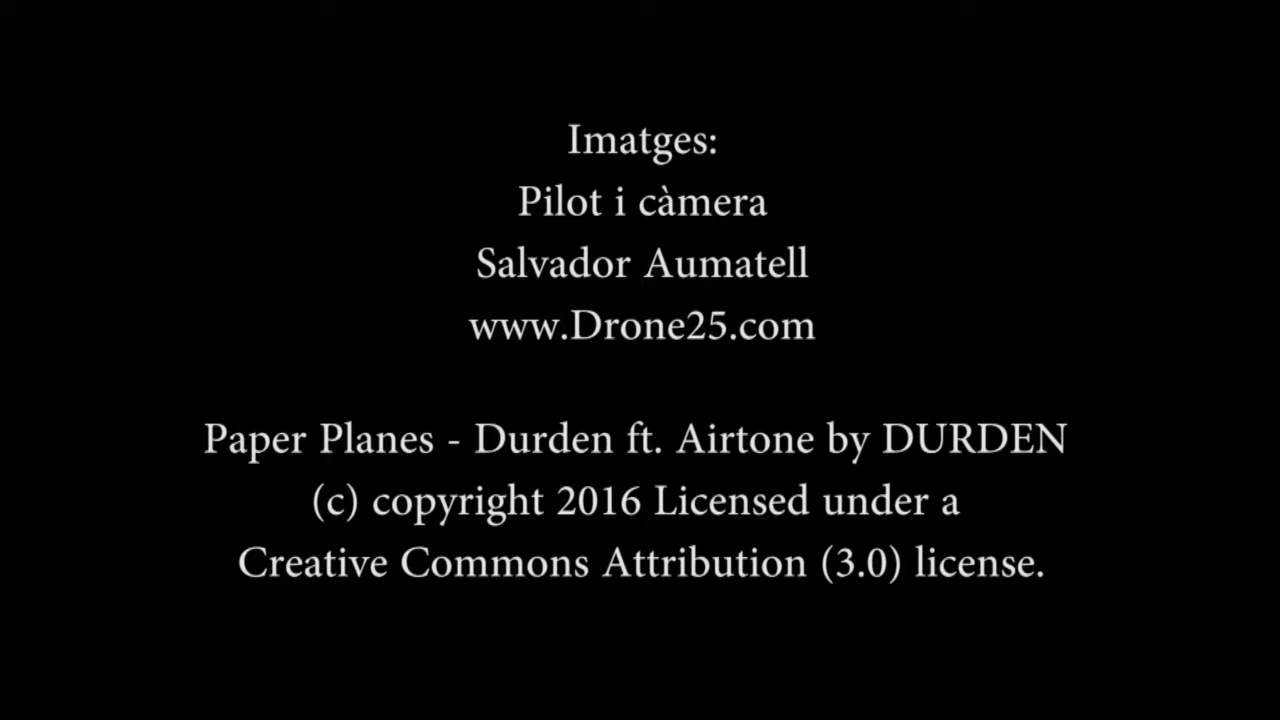 Imatges:
Pilot i càmera
Salvador Aumatell
www.Drone25.com
Paper Planes - Durden ft. Airtone by DURDEN
(c) copyright 2016 Licensed under a
Creative Commons Attribution (3.0) license.